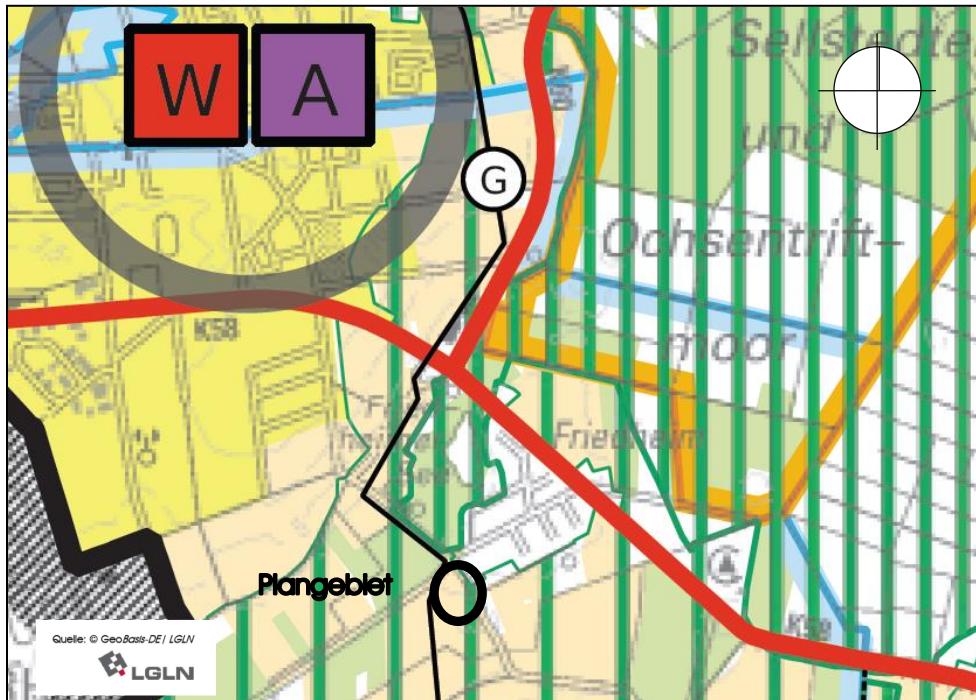 W A
Sellstedter
und
G
Ochsentrift-
moor
K58
Friedheim
Plangebiet
K58
Quelle: © GeoBasis-DE / LGLN
LGLN